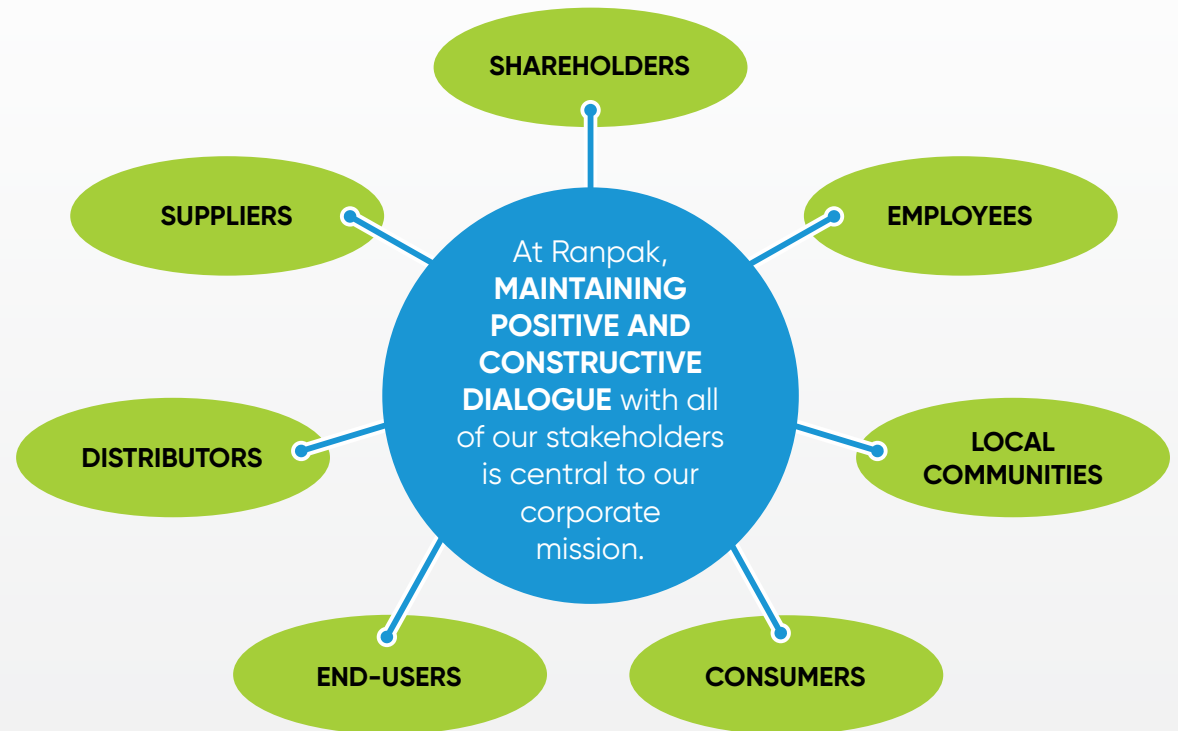 SHAREHOLDERS
SUPPLIERS
EMPLOYEES
At Ranpak,
MAINTAINING
POSITIVE AND
CONSTRUCTIVE
DIALOGUE with all
of our stakeholders
is central to our
corporate
mission.
DISTRIBUTORS
LOCAL
COMMUNITIES
END-USERS
CONSUMERS